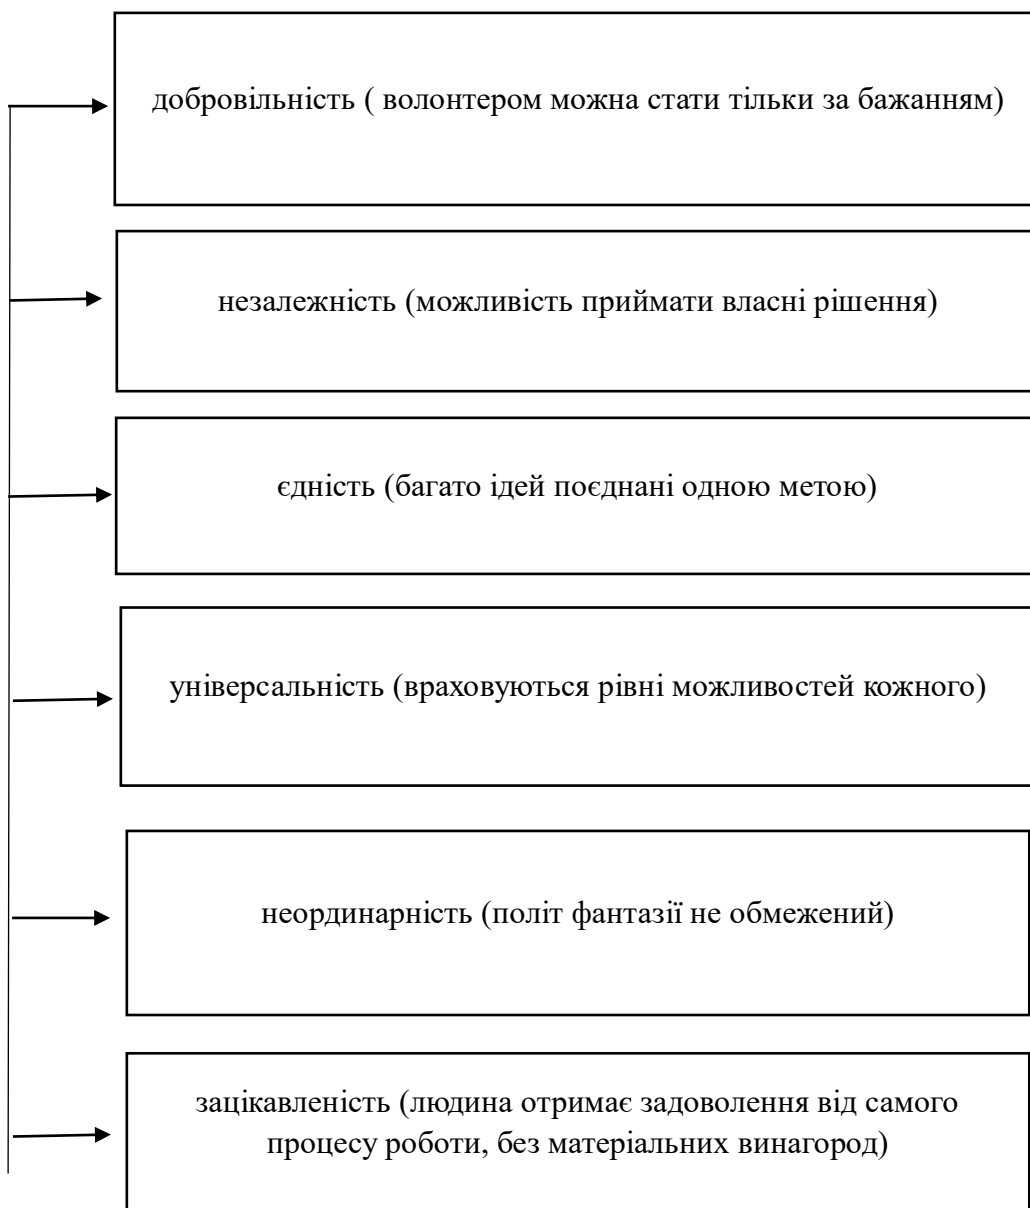 добровільність ( волонтером можна стати тільки за бажанням)
незалежність (можливість приймати власні рішення)
єдність (багато ідей поєднані одною метою)
універсальність (враховуються рівні можливостей кожного)
неординарність (політ фантазії не обмежений)
зацікавленість (людина отримає задоволення від самого
процесу роботи, без матеріальних винагород)